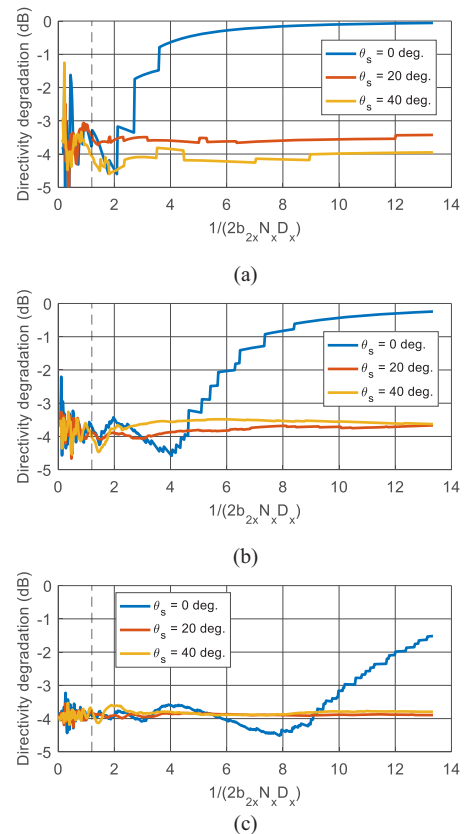 Directivity degradation (dB)
0
-1
-2
-3
-4
-5
θs = 0 deg.
θs = 20 deg.
θs = 40 deg.
0 2 4 6 8 10 12 14
1/(2b2xNxDx)
(a)
Directivity degradation (dB)
0
-1
-2
-3
-4
-5
θs = 0 deg.
θs = 20 deg.
θs = 40 deg.
0 2 4 6 8 10 12 14
1/(2b2xNxDx)
(b)
Directivity degradation (dB)
0
-1
-2
-3
-4
-5
θs = 0 deg.
θs = 20 deg.
θs = 40 deg.
0 2 4 6 8 10 12 14
1/(2b2xNxDx)
(c)